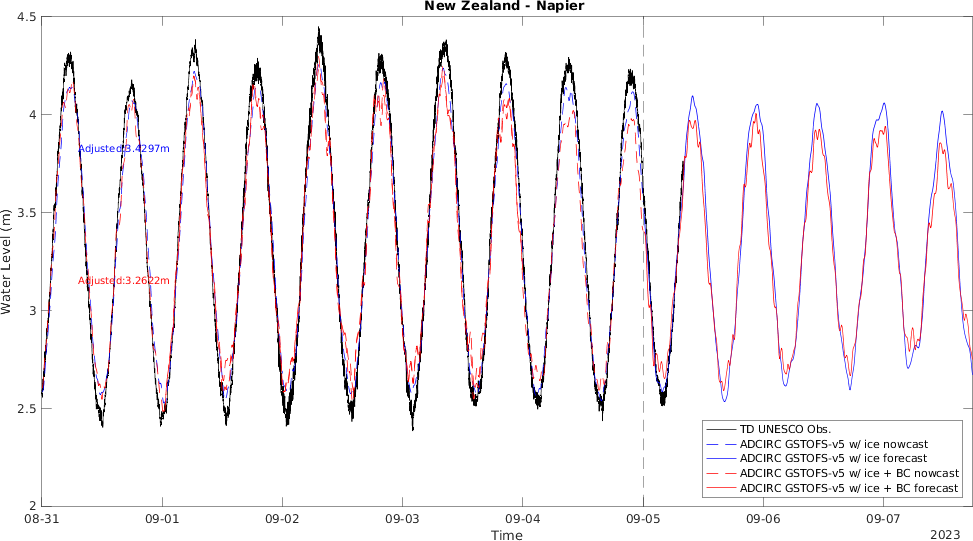 New Zealand - Napier
4.5
4
3.5
3
2.5
2
Water Level (m)
Adjusted:3.4297m
Adjusted:3.2622m
TD UNESCO Obs.
ADCIRC GSTOFS-v5 w/ ice nowcast
ADCIRC GSTOFS-v5 w/ ice forecast
ADCIRC GSTOFS-v5 w/ ice + BC nowcast
ADCIRC GSTOFS-v5 w/ ice + BC forecast
08-31 09-01 09-02 09-03 09-04 09-05 09-06 09-07
Time
2023